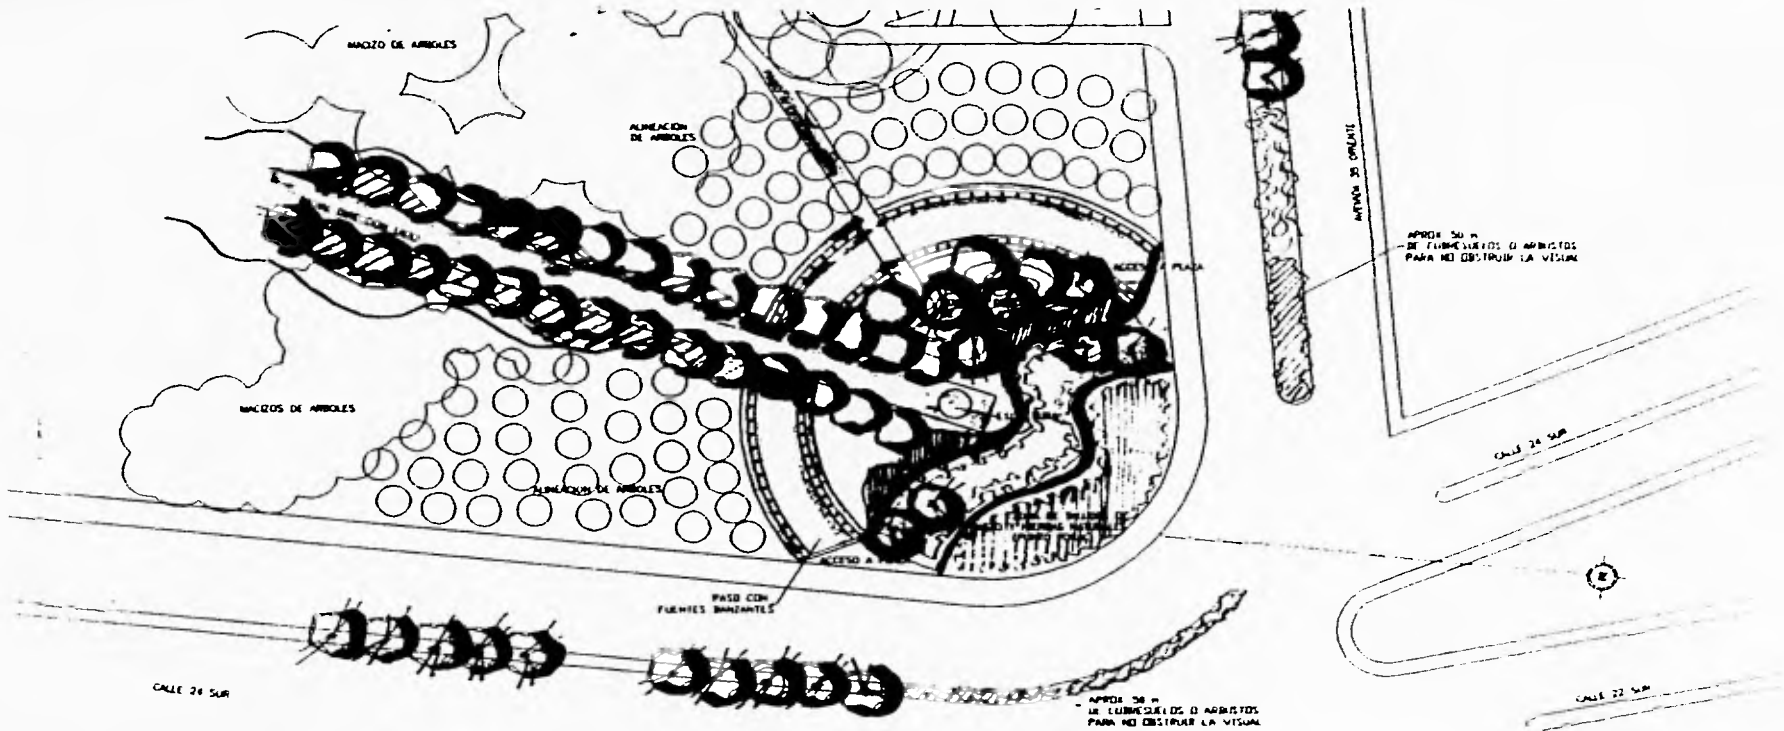 MACIZO DE ARBOLES
ALINEACION
DE ARBOLES
AVENIDA 35 ORIENTE
APROX 50 m
DE CUBRESUELOS O ARBUSTOS
PARA NO OBSTRUIR LA VISUAL
MACIZOS DE ARBOLES
ALINEACION DE ARBOLES
CALLE 24 SUR
ACCESO A
PASO CON
FUENTES DANZANTES
CALLE 24 SUR
CALLE 22 SUR
APROX 50 m
DE CUBRESUELOS O ARBUSTOS
PARA NO OBSTRUIR LA VISUAL